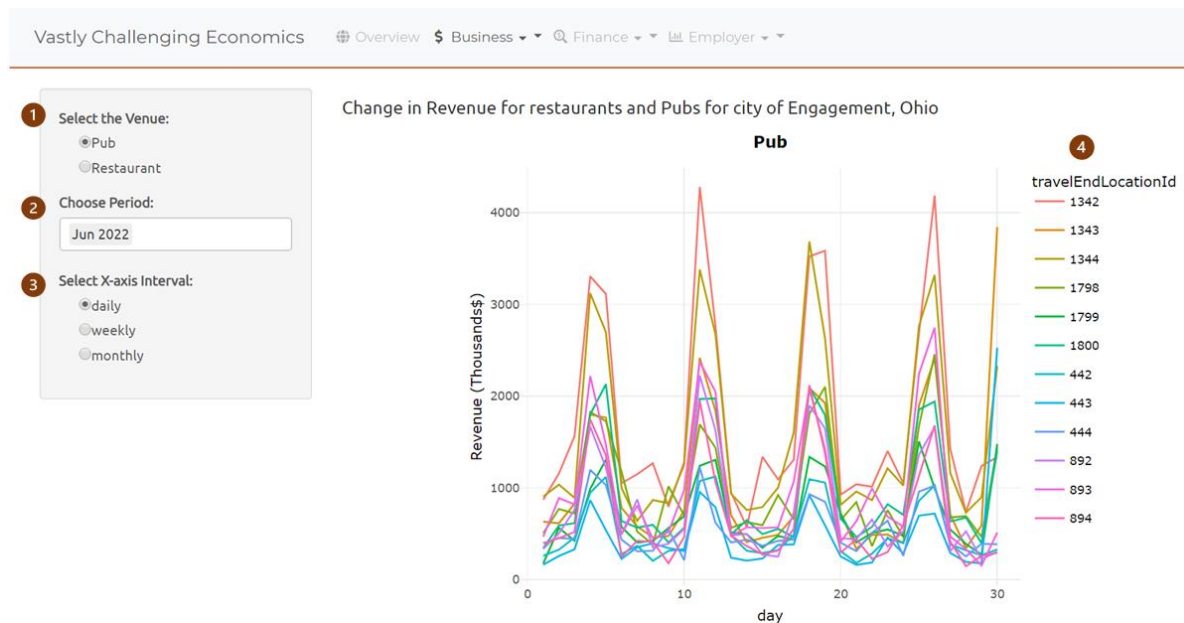 Vastly Challenging Economics Overview $ Business Finance Employer
1 Select the Venue:
Pub
Restaurant
2 Choose Period:
Jun 2022
3 Select X-axis Interval:
daily
weekly
monthly
Change in Revenue for restaurants and Pubs for city of Engagement, Ohio
Pub
4
travelEndLocationId
1342
1343
1344
1798
1799
1800
442
443
444
892
893
894
Revenue (Thousands$)
4000
3000
2000
1000
0
0 10 20 30
day